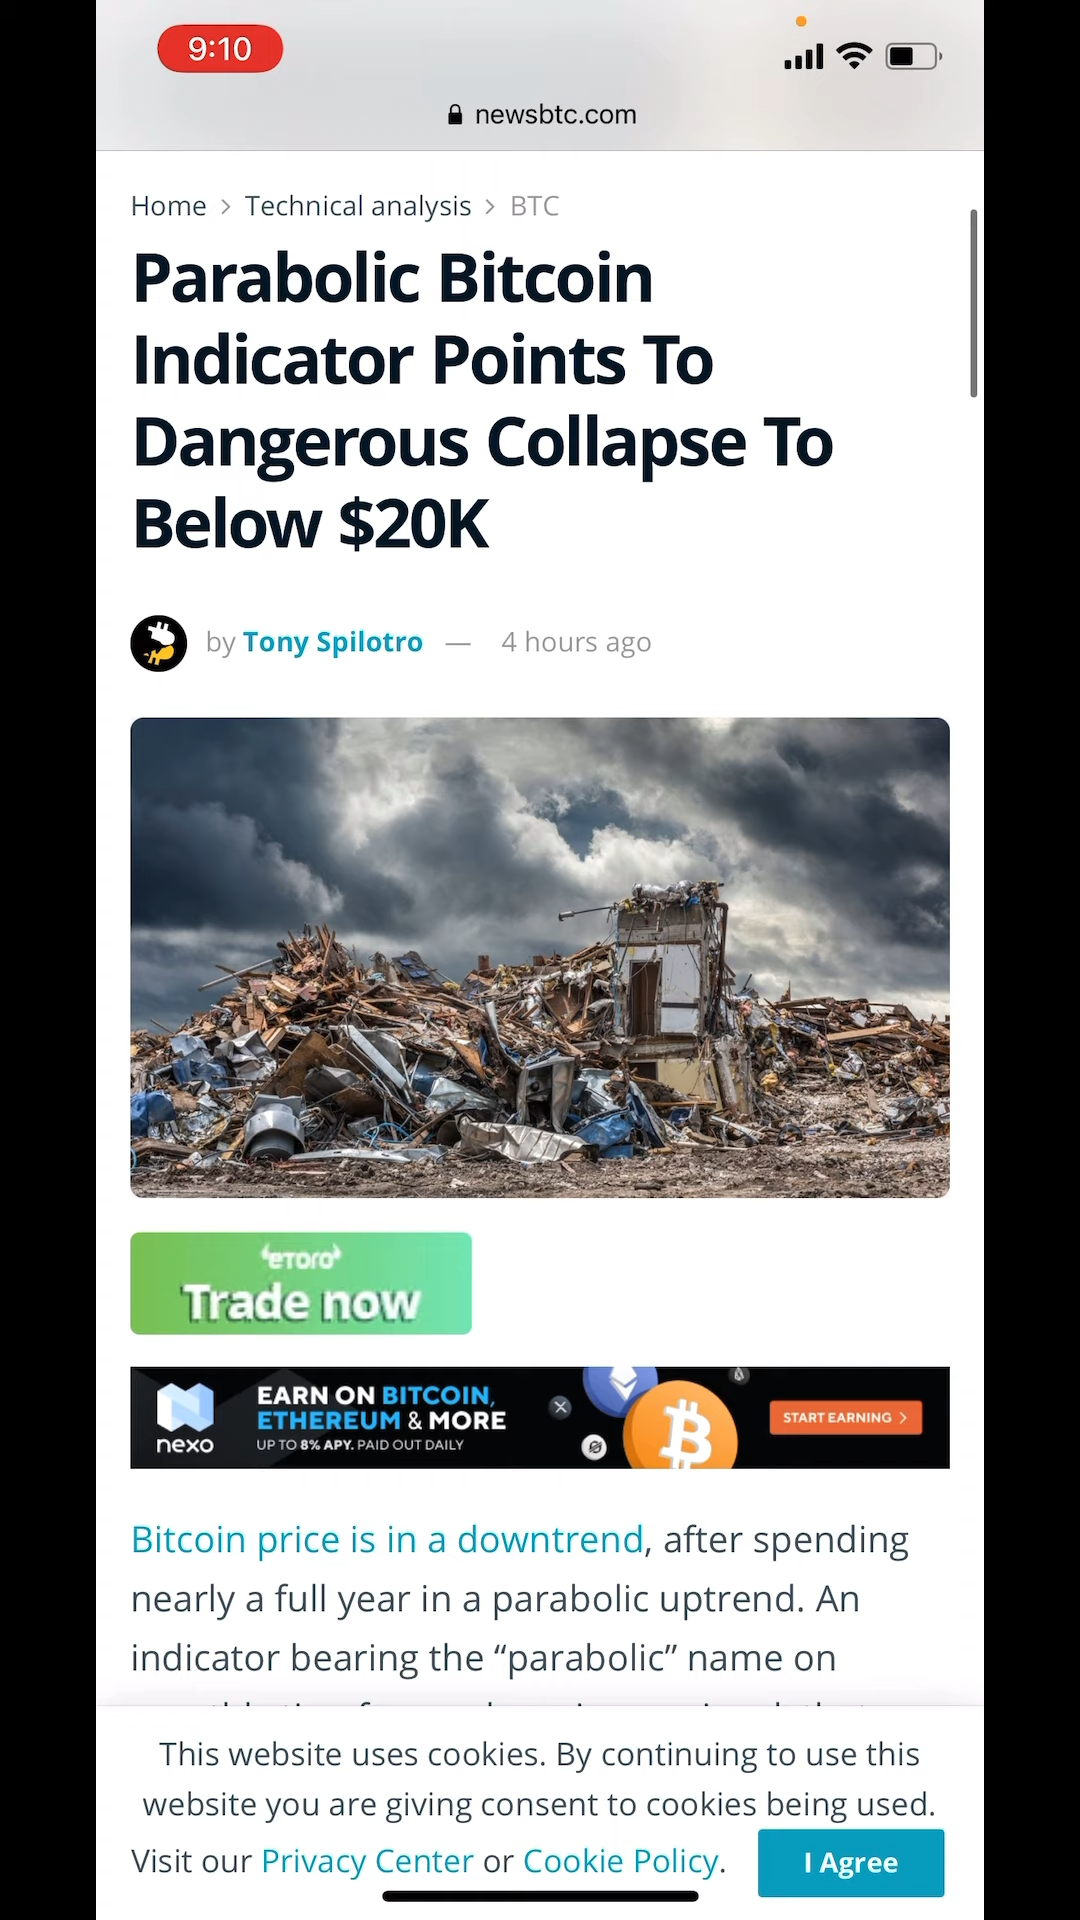 9:10
newsbtc.com
Home > Technical analysis > BTC
Parabolic Bitcoin
Indicator Points To
Dangerous Collapse To
Below $20K
by Tony Spilotro — 4 hours ago
eToro
Trade now
nexo
EARN ON BITCOIN,
ETHEREUM & MORE
UP TO 8% APY. PAID OUT DAILY
START EARNING >
Bitcoin price is in a downtrend, after spending
nearly a full year in a parabolic uptrend. An
indicator bearing the “parabolic” name on
This website uses cookies. By continuing to use this
website you are giving consent to cookies being used.
Visit our Privacy Center or Cookie Policy.
I Agree